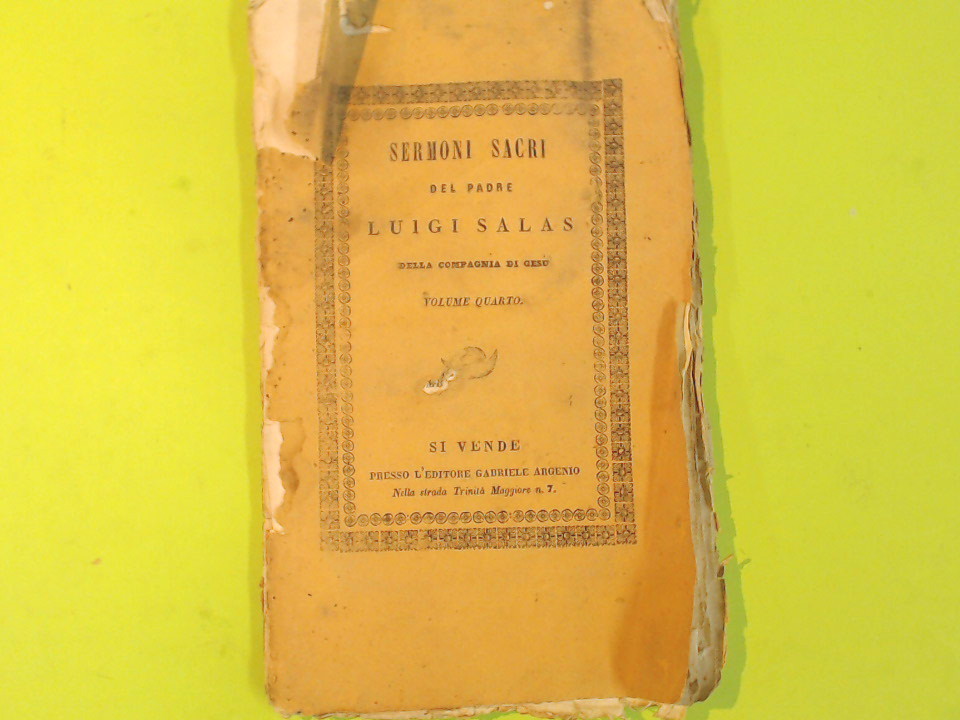 SERMONI SACRI
DEL PADRE
LUIGI SALAS
DELLA COMPAGNIA DI GESÙ
VOLUME QUARTO.
SI VENDE
PRESSO L'EDITORE GABRIELE ARGENIO
Nella strada Trinità Maggiore n. 7.